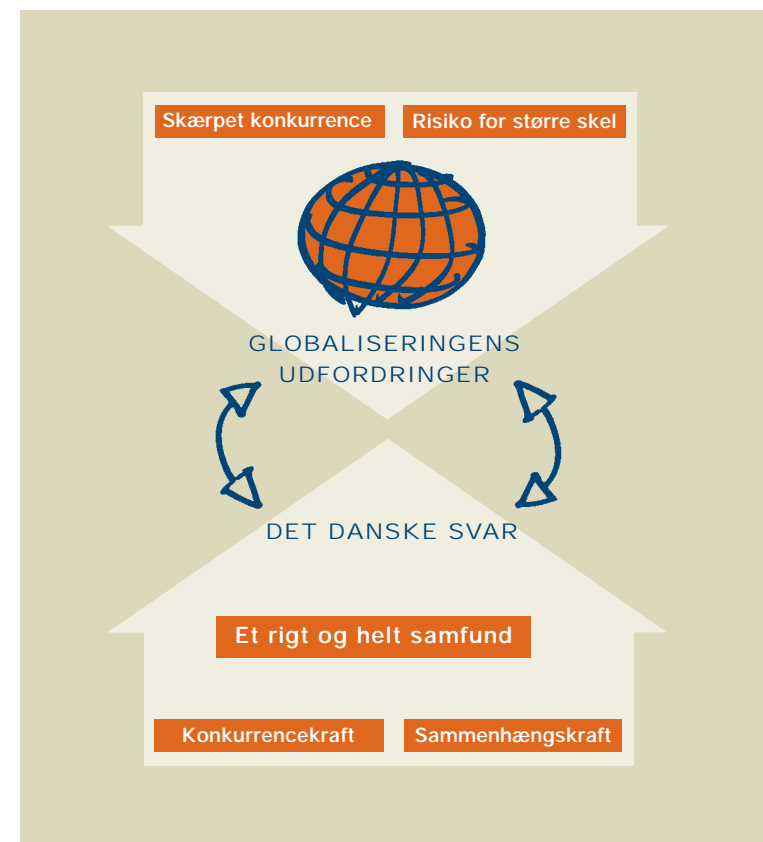 Skærpet konkurrence
Risiko for større skel
GLOBALISERINGENS
UDFORDRINGER
DET DANSKE SVAR
Et rigt og helt samfund
Konkurrencekraft
Sammenhængskraft